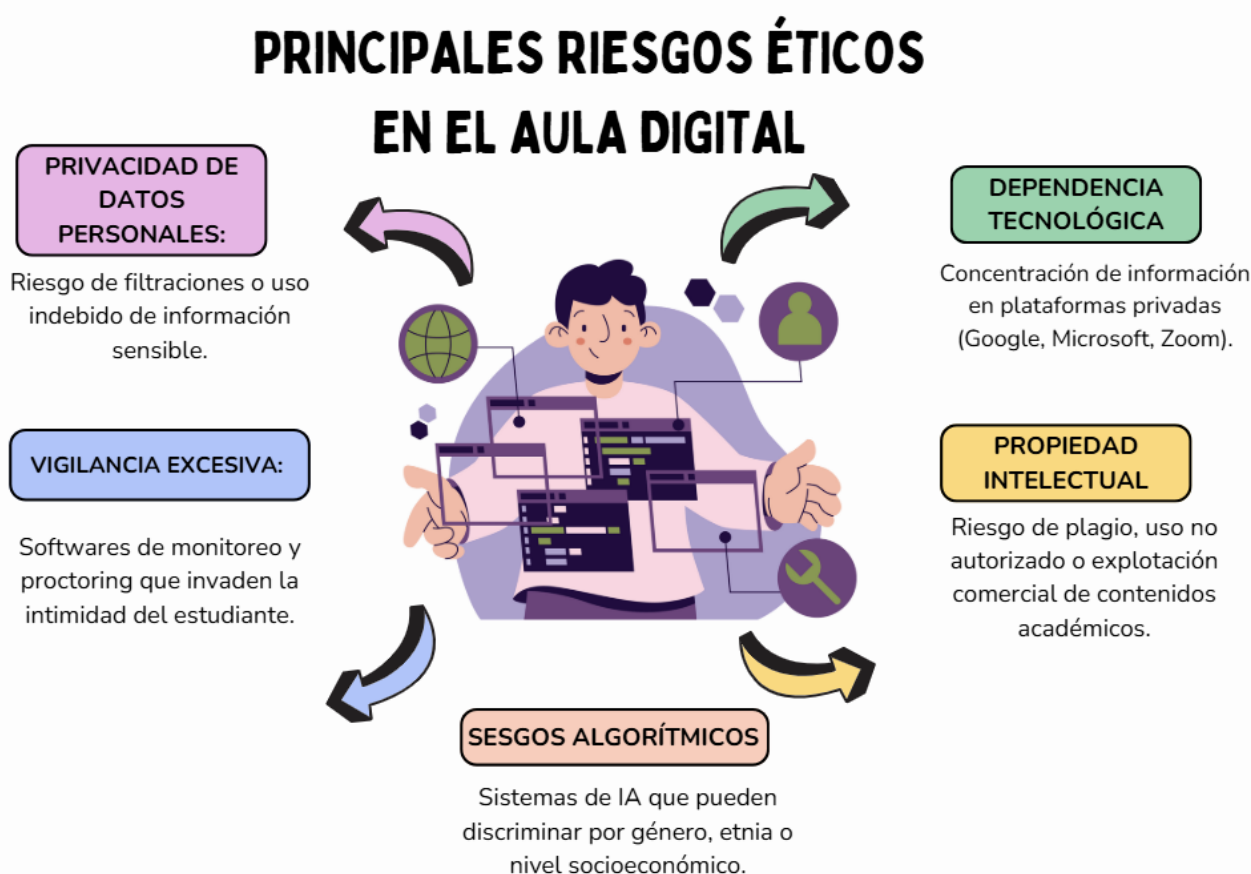 PRINCIPALES RIESGOS ÉTICOS
EN EL AULA DIGITAL
PRIVACIDAD DE
DATOS
PERSONALES:
Riesgo de filtraciones o uso
indebido de información
sensible.
VIGILANCIA EXCESIVA:
Softwares de monitoreo y
proctoring que invaden la
intimidad del estudiante.
DEPENDENCIA
TECNOLÓGICA
Concentración de información
en plataformas privadas
(Google, Microsoft, Zoom).
PROPIEDAD
INTELECTUAL
Riesgo de plagio, uso no
autorizado o explotación
comercial de contenidos
académicos.
SESGOS ALGORÍTMICOS
Sistemas de IA que pueden
discriminar por género, etnia o
nivel socioeconómico.